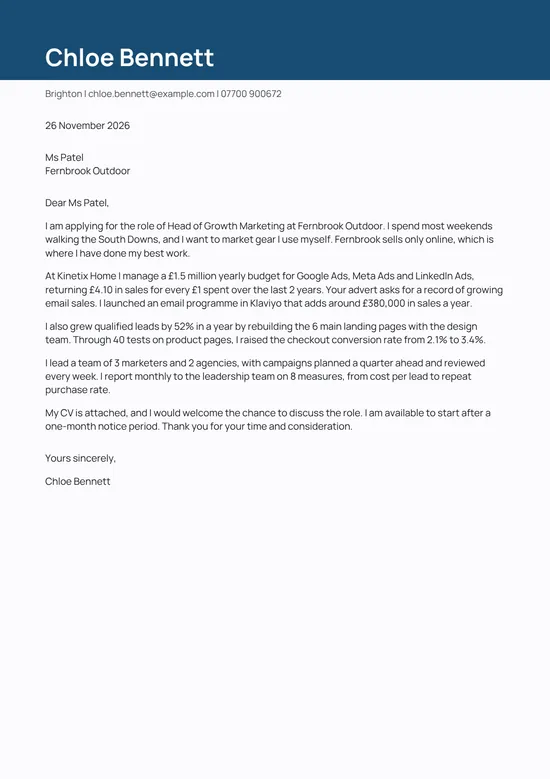 Chloe Bennett
Brighton | chloe.bennett@example.com | 07700 900672
26 November 2026
Ms Patel
Fernbrook Outdoor
Dear Ms Patel,
I am applying for the role of Head of Growth Marketing at Fernbrook Outdoor. I spend most weekends
walking the South Downs, and I want to market gear I use myself. Fernbrook sells only online, which is
where I have done my best work.
At Kinetix Home I manage a £1.5 million yearly budget for Google Ads, Meta Ads and LinkedIn Ads,
returning £4.10 in sales for every £1 spent over the last 2 years. Your advert asks for a record of growing
email sales. I launched an email programme in Klaviyo that adds around £380,000 in sales a year.
I also grew qualified leads by 52% in a year by rebuilding the 6 main landing pages with the design
team. Through 40 tests on product pages, I raised the checkout conversion rate from 2.1% to 3.4%.
I lead a team of 3 marketers and 2 agencies, with campaigns planned a quarter ahead and reviewed
every week. I report monthly to the leadership team on 8 measures, from cost per lead to repeat
purchase rate.
My CV is attached, and I would welcome the chance to discuss the role. I am available to start after a
one-month notice period. Thank you for your time and consideration.
Yours sincerely,
Chloe Bennett